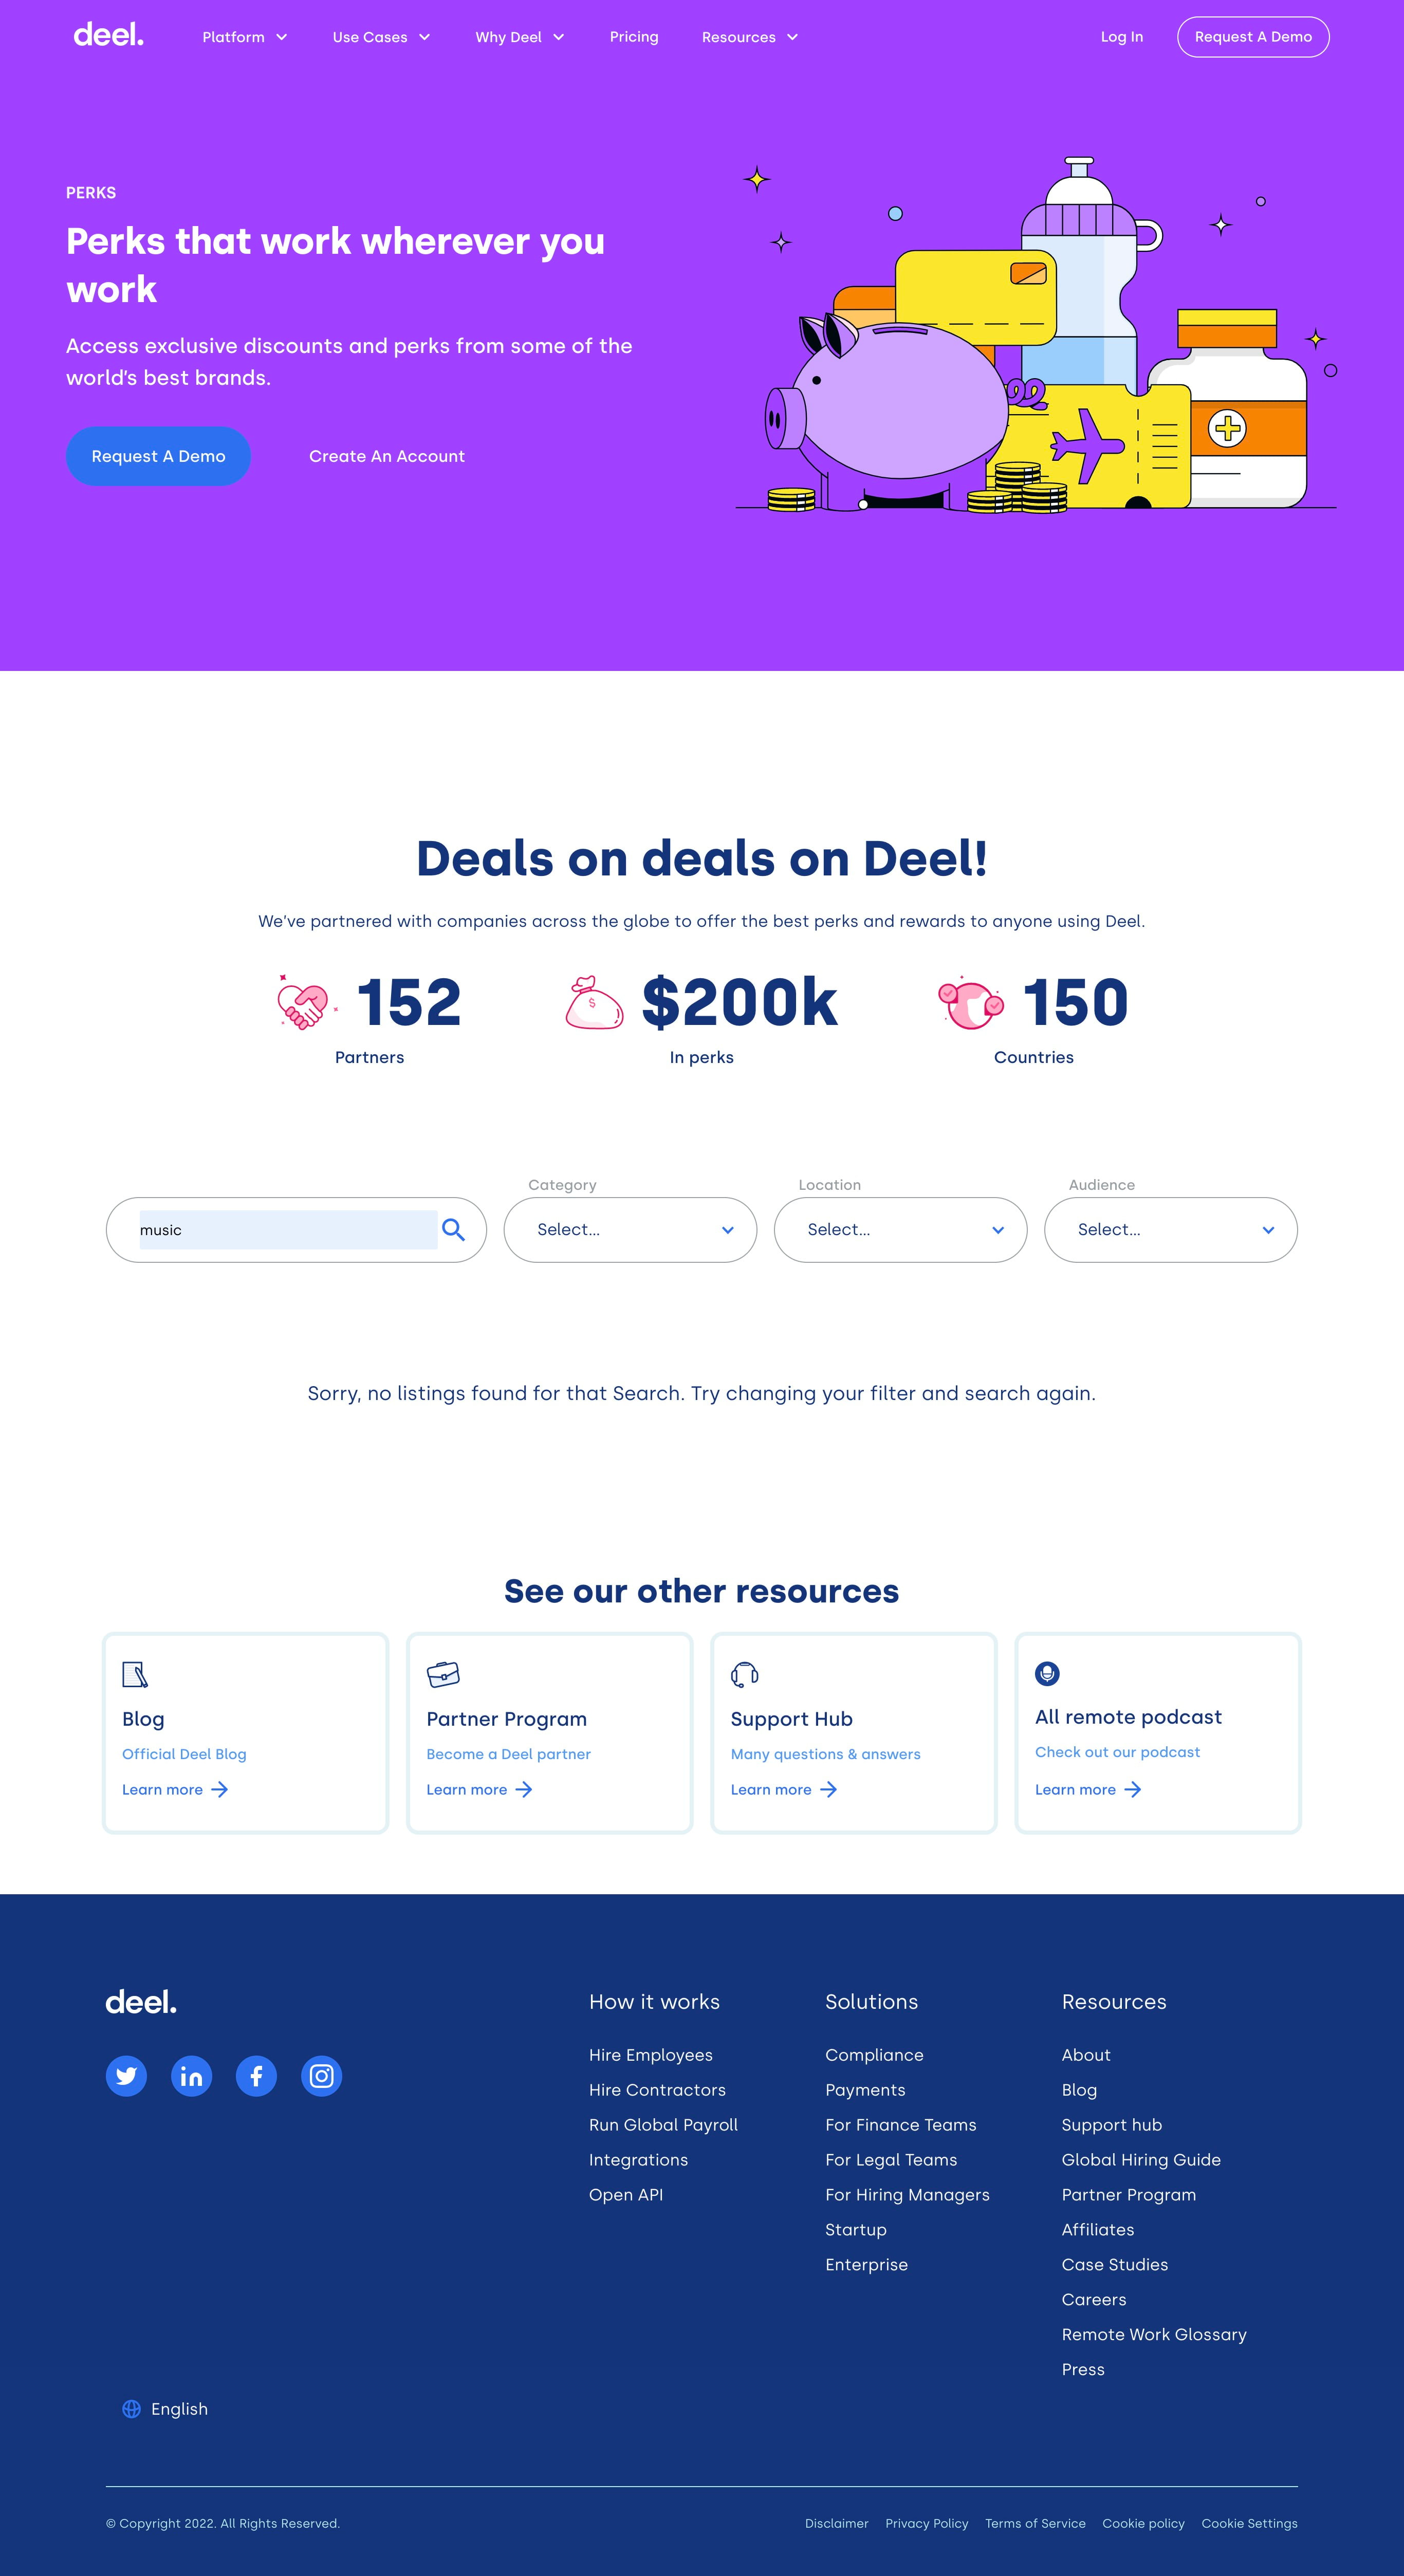 deel.
Platform
Use Cases
Why Deel
Pricing
Resources
Log In
Request A Demo
PERKS
Perks that work wherever you
work
Access exclusive discounts and perks from some of the
world's best brands.
Request A Demo
Create An Account
Deals on deals on Deel!
We've partnered with companies across the globe to offer the best perks and rewards to anyone using Deel.
152
Partners
$
$200k
In perks
150
Countries
Category
Location
Audience
music
Select...
Select...
Select...
Sorry, no listings found for that Search. Try changing your filter and search again.
See our other resources
Blog
Official Deel Blog
Learn more
Partner Program
Become a Deel partner
Learn more
Support Hub
Many questions & answers
Learn more
All remote podcast
Check out our podcast
Learn more
deel.
in
f
How it works
Hire Employees
Hire Contractors
Run Global Payroll
Integrations
Open API
Solutions
Compliance
Payments
For Finance Teams
For Legal Teams
For Hiring Managers
Startup
Enterprise
Resources
About
Blog
Support hub
Global Hiring Guide
Partner Program
Affiliates
Case Studies
Careers
Remote Work Glossary
Press
English
© Copyright 2022. All Rights Reserved.
Disclaimer
Privacy Policy
Terms of Service
Cookie policy
Cookie Settings